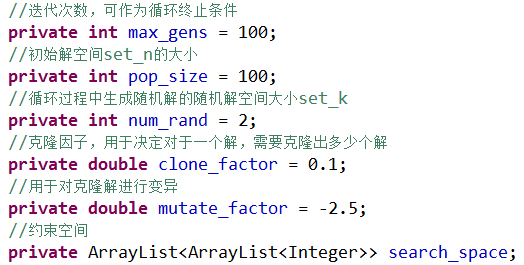 //迭代次数，可作为循环终止条件
private int max_gens = 100;
//初始解空间set_n的大小
private int pop_size = 100;
//循环过程中生成随机解的随机解空间大小set_k
private int num_rand = 2;
//克隆因子，用于决定对于一个解，需要克隆出多少个解
private double clone_factor = 0.1;
//用于对克隆解进行变异
private double mutate_factor = -2.5;
//约束空间
private ArrayList<ArrayList<Integer>> search_space;